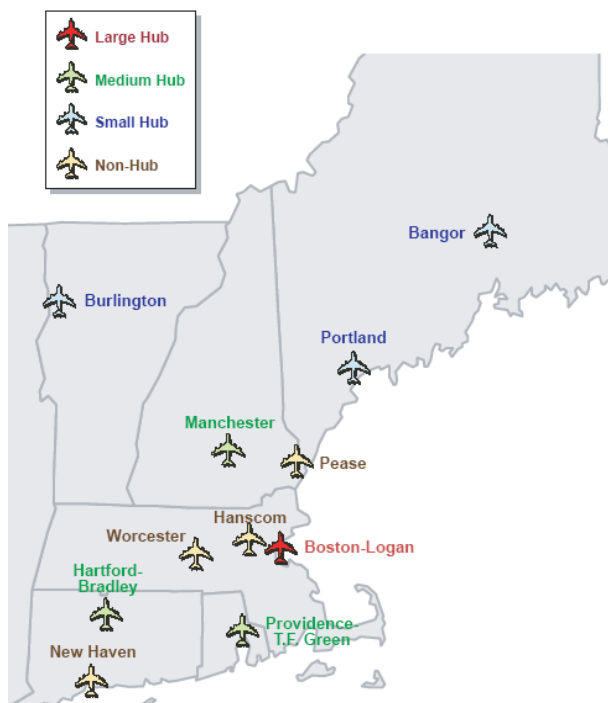 Large Hub
Medium Hub
Small Hub
Non-Hub
Bangor
Burlington
Portland
Manchester
Pease
Hanscom
Worcester
Boston-Logan
Hartford-
Bradley
Providence-
T.F. Green
New Haven